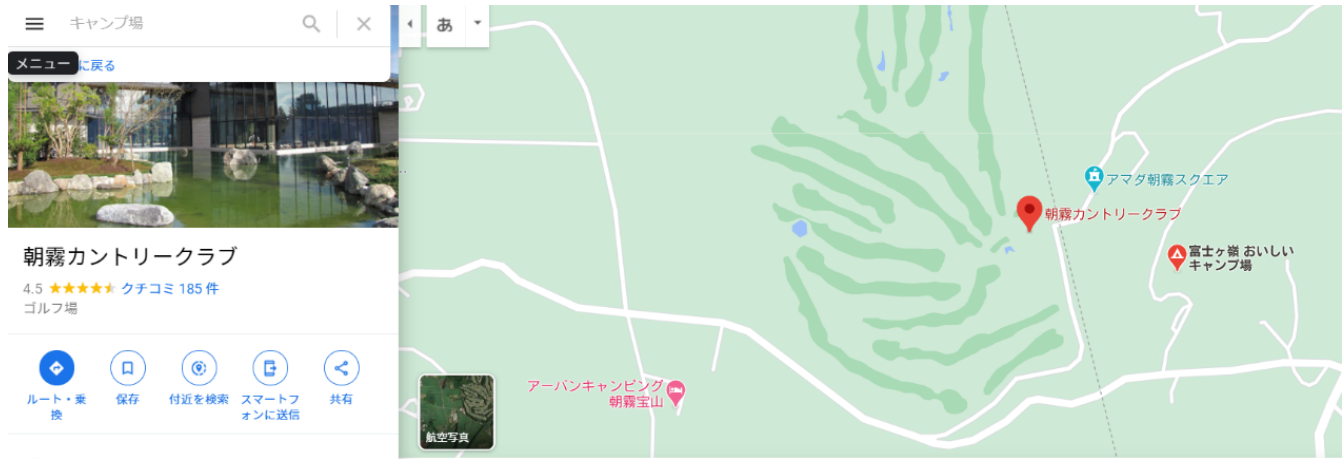 キャンプ場
あ
メニュー に戻る
朝霧カントリークラブ
4.5 クチコミ 185 件
ゴルフ場
ルート・乗
換
保存
付近を検索
スマートフ
ォンに送信
共有
アマダ朝霧スクエア
朝霧カントリークラブ
富士ヶ嶺 おいしい
キャンプ場
アーバンキャンピング
朝霧宝山
航空写真